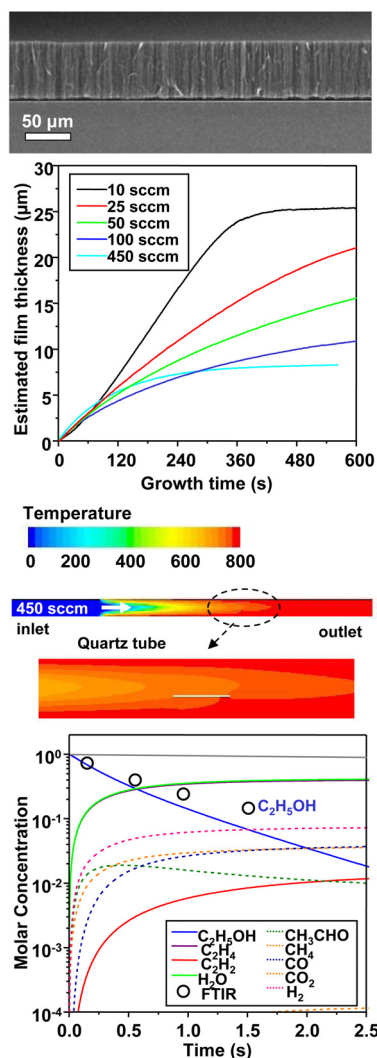 50 µm
Estimated film thickness (µm)
30
25
20
15
10
5
0
10 sccm
25 sccm
50 sccm
100 sccm
450 sccm
0 120 240 360 480 600
Growth time (s)
Temperature
0 200 400 600 800
450 sccm
inlet
outlet
Quartz tube
Molar Concentration
10⁰
10⁻¹
10⁻²
10⁻³
10⁻⁴
C₂H₅OH
C₂H₅OH
C₂H₄
C₂H₂
H₂O
FTIR
CH₃CHO
CH₄
CO
CO₂
H₂
0.0 0.5 1.0 1.5 2.0 2.5
Time (s)